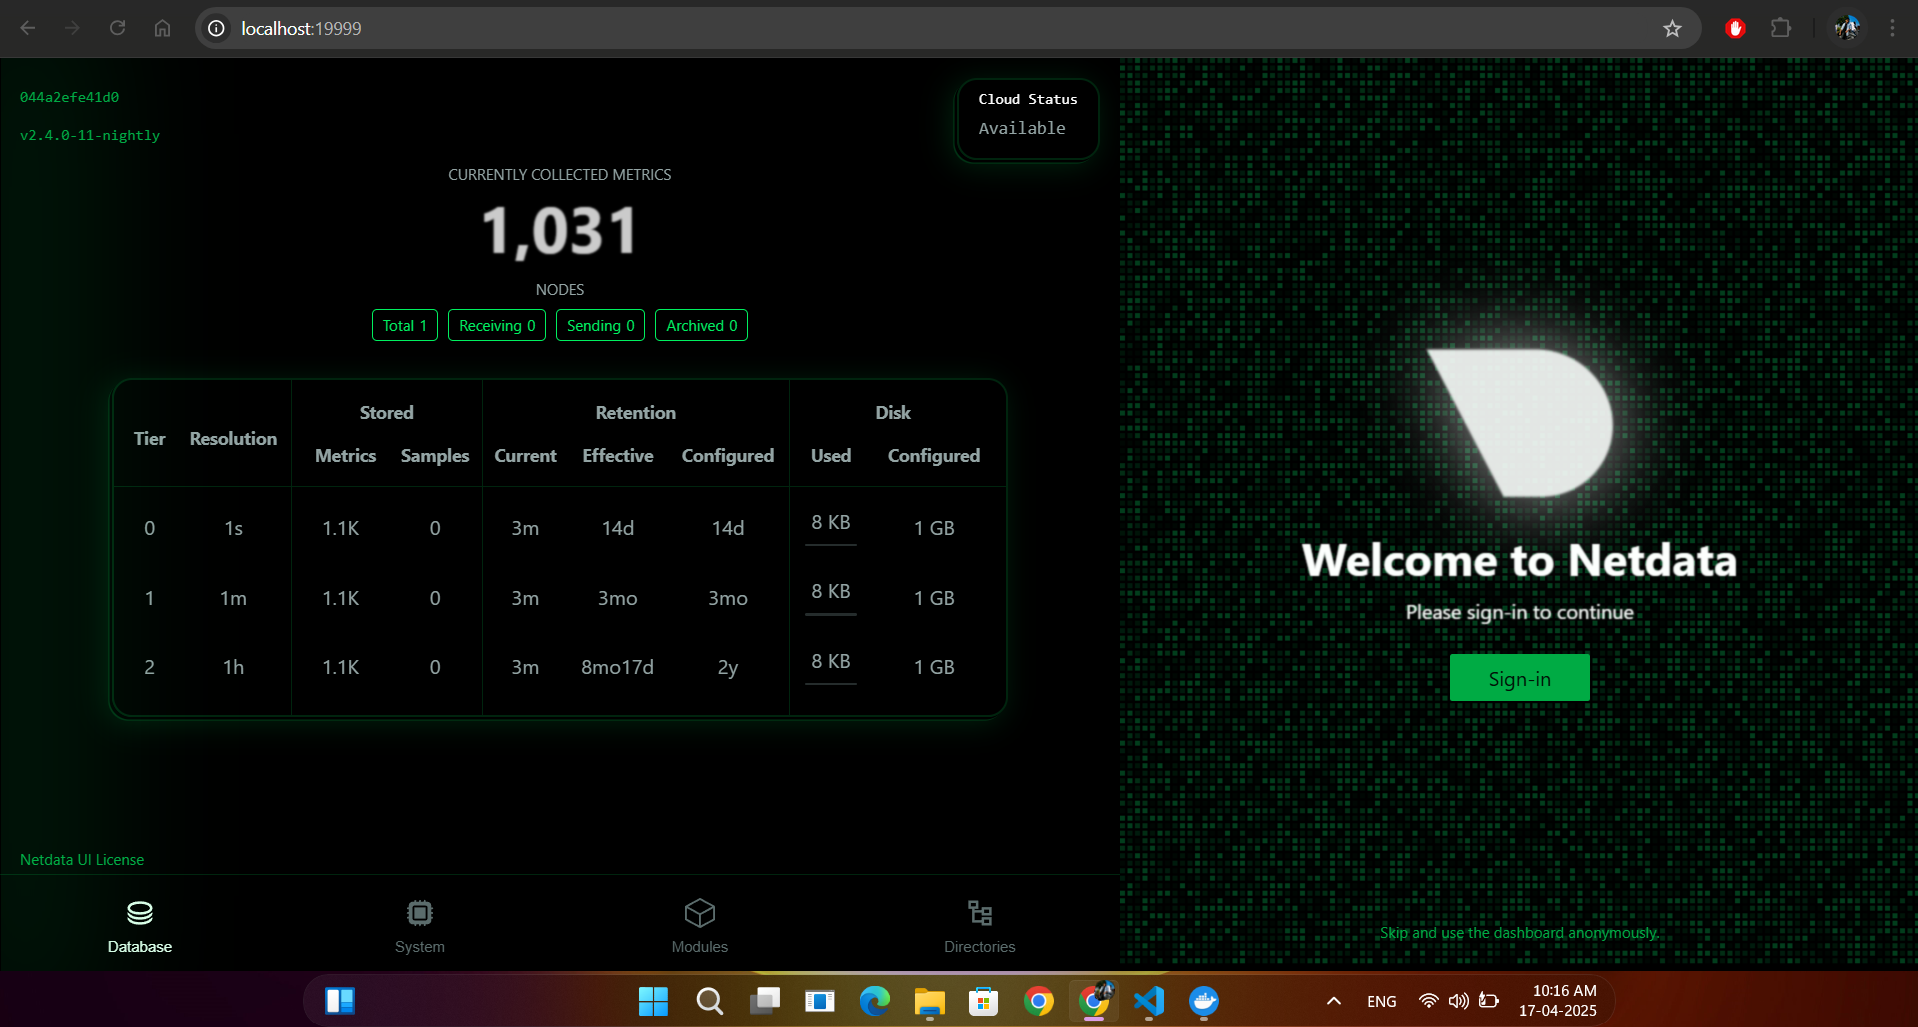 localhost:19999
044a2efe41d0
v2.4.0-11-nightly
Cloud Status
Available
CURRENTLY COLLECTED METRICS
1,031
NODES
Total 1 Receiving 0 Sending 0 Archived 0
Stored Retention Disk
Tier Resolution
Metrics Samples Current Effective Configured Used Configured
0 1s 1.1K 0 3m 14d 14d 8 KB 1 GB
1 1m 1.1K 0 3m 3mo 3mo 8 KB 1 GB
2 1h 1.1K 0 3m 8mo17d 2y 8 KB 1 GB
Netdata UI License
Database System Modules Directories
Welcome to Netdata
Please sign-in to continue
Sign-in
Skip and use the dashboard anonymously.
ENG
10:16 AM
17-04-2025